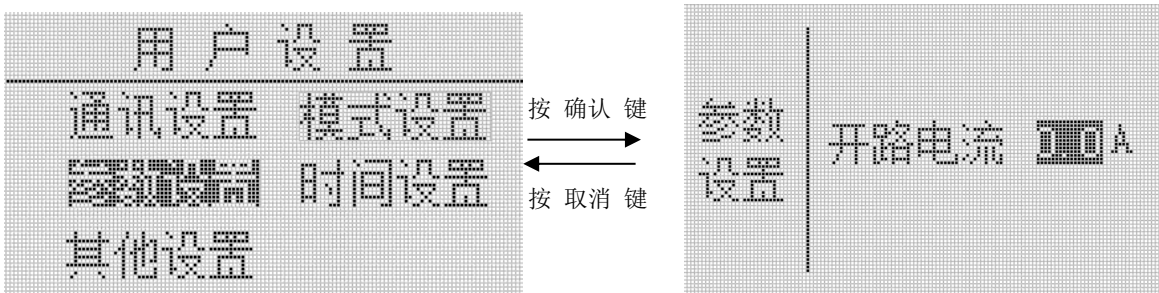 用户设置
通讯设置 模式设置
参数设置 时间设置
其他设置
按 确认 键
按 取消 键
参数
设置
开路电流 A